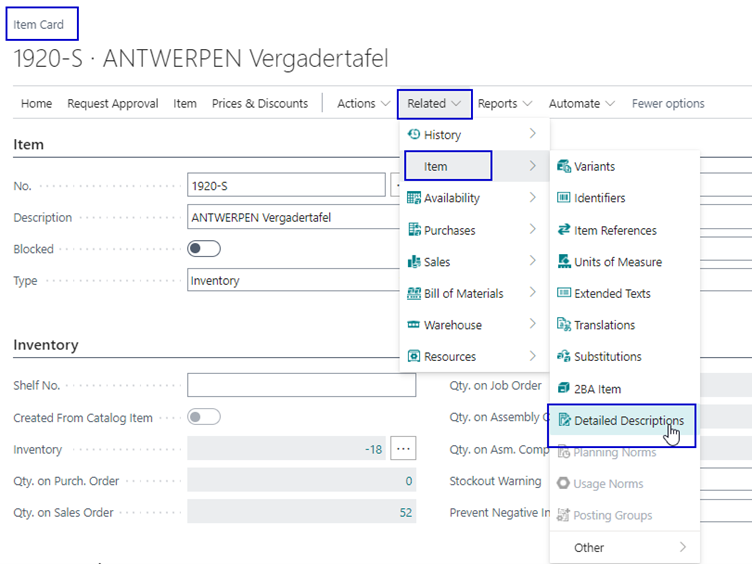 Item Card
1920-S · ANTWERPEN Vergadertafel
Home Request Approval Item Prices & Discounts Actions Related Reports Automate Fewer options
Item
No. 1920-S
Description ANTWERPEN Vergadertafel
Blocked
Type Inventory
History
Item
Availability
Purchases
Sales
Bill of Materials
Warehouse
Resources
Variants
Identifiers
Item References
Units of Measure
Extended Texts
Translations
Substitutions
2BA Item
Detailed Descriptions
Planning Norms
Usage Norms
Posting Groups
Other
Inventory
Shelf No.
Created From Catalog Item
Inventory -18 ...
Qty. on Purch. Order 0
Qty. on Sales Order 52
Qty. on Job Order
Qty. on Assembly
Qty. on Asm. Comp
Stockout Warning
Prevent Negative In